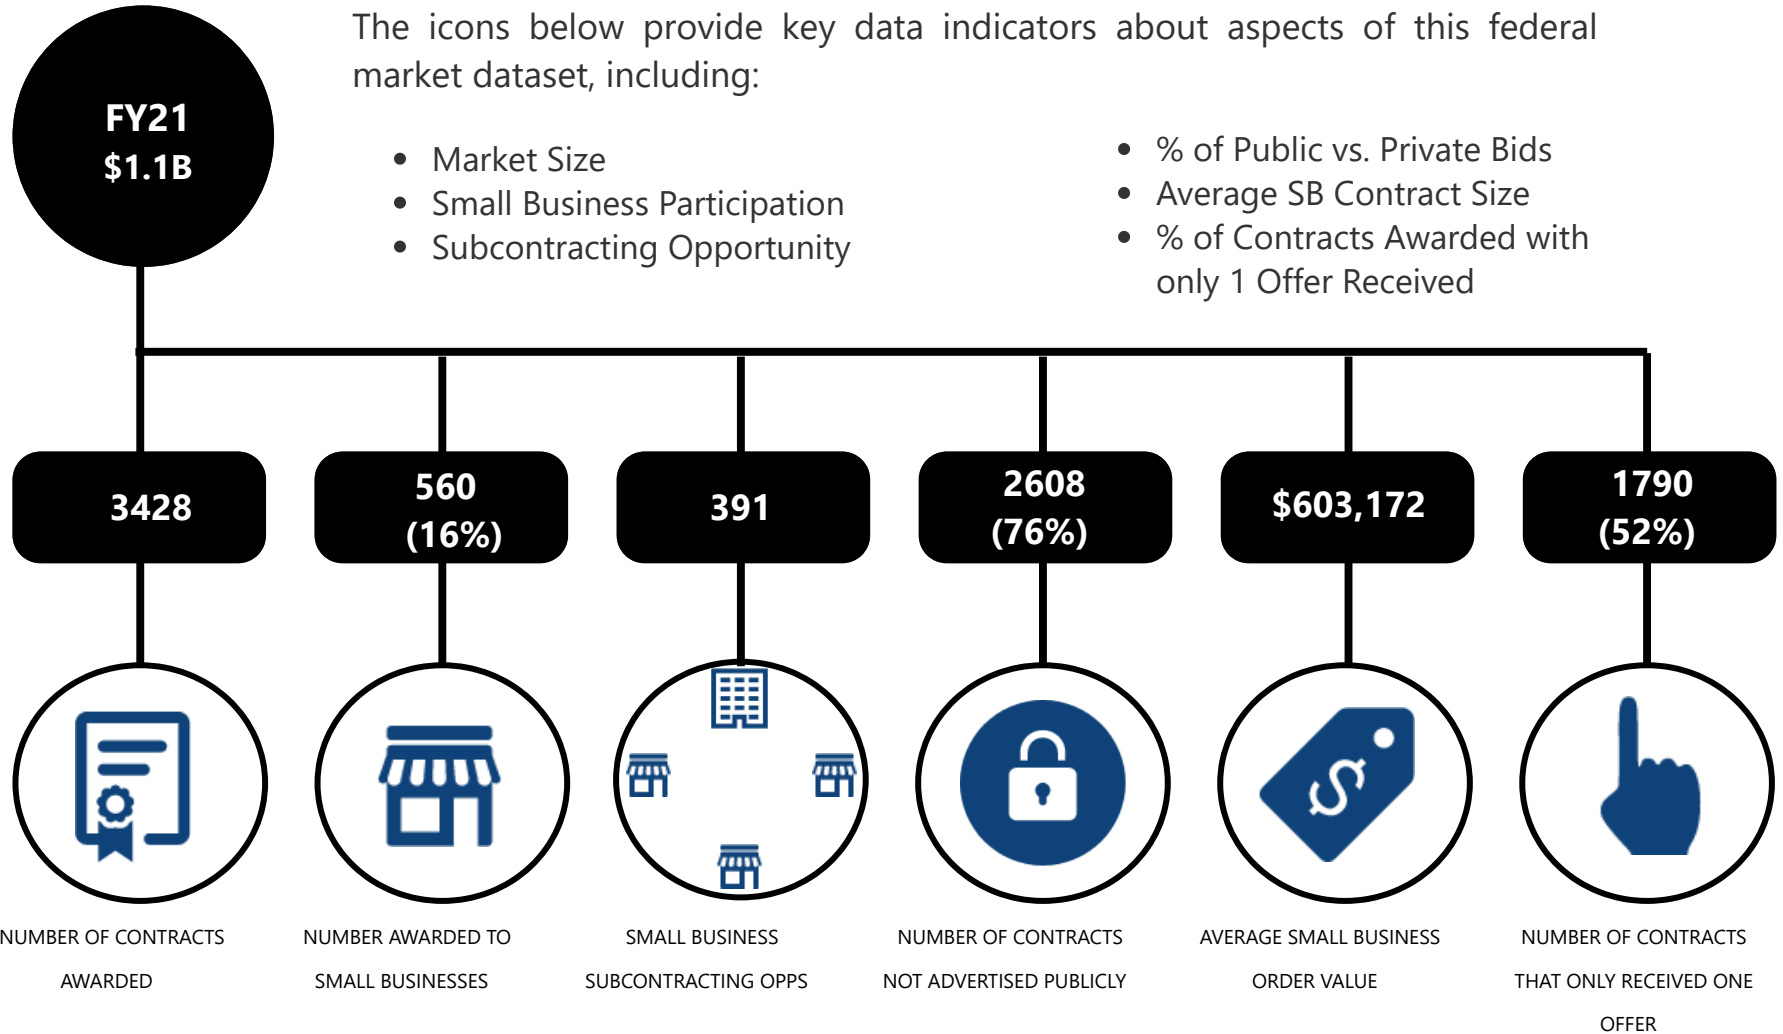 The icons below provide key data indicators about aspects of this federal
market dataset, including:
FY21
$1.1B
• Market Size
• Small Business Participation
• Subcontracting Opportunity
• % of Public vs. Private Bids
• Average SB Contract Size
• % of Contracts Awarded with
only 1 Offer Received
3428
560
(16%)
391
2608
(76%)
$603,172
1790
(52%)
NUMBER OF CONTRACTS
AWARDED
NUMBER AWARDED TO
SMALL BUSINESSES
SMALL BUSINESS
SUBCONTRACTING OPPS
NUMBER OF CONTRACTS
NOT ADVERTISED PUBLICLY
AVERAGE SMALL BUSINESS
ORDER VALUE
NUMBER OF CONTRACTS
THAT ONLY RECEIVED ONE
OFFER